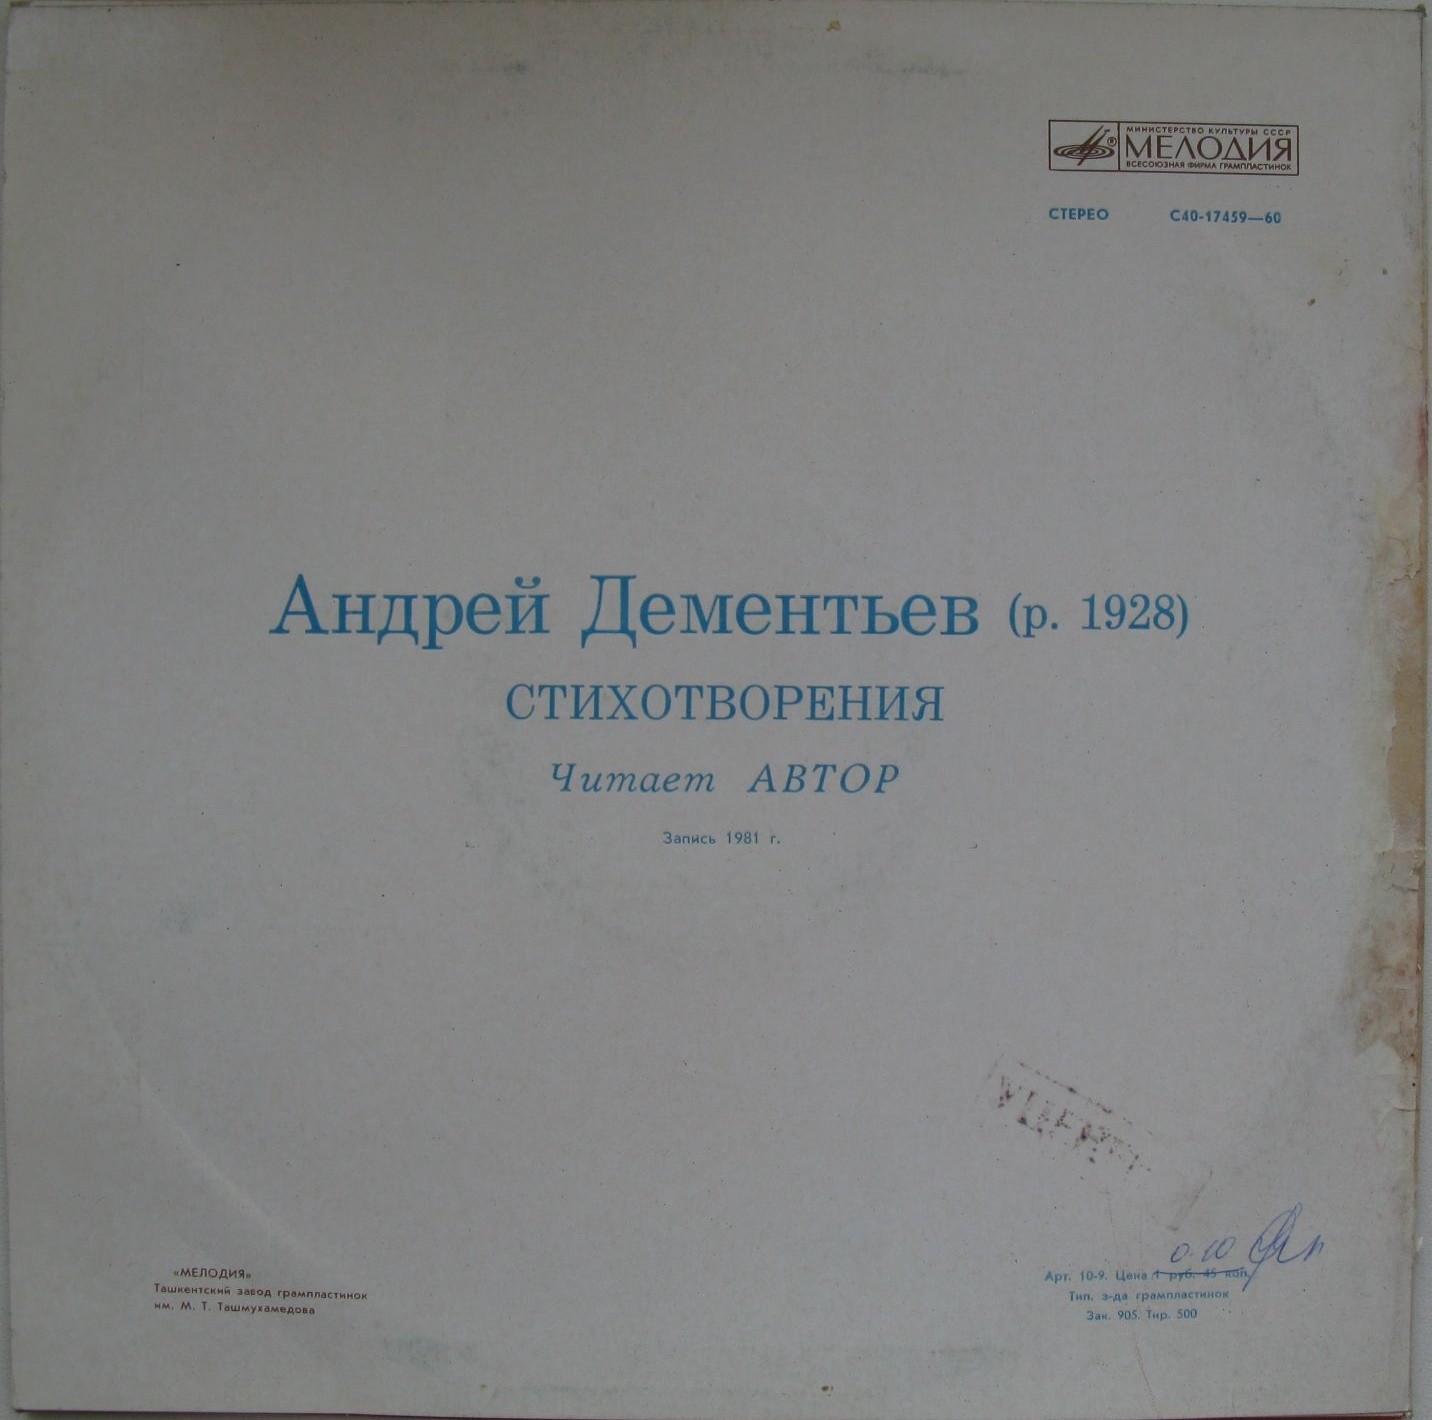 МИНИСТЕРСТВО КУЛЬТУРЫ СССР
МЕЛОДИЯ
ВСЕСОЮЗНАЯ ФИРМА ГРАМПЛАСТИНОК
СТЕРЕО С40-17459—60
Андрей Дементьев (р. 1928)
СТИХОТВОРЕНИЯ
Читает АВТОР
Запись 1981 г.
«МЕЛОДИЯ»
Ташкентский завод грампластинок
им. М. Т. Ташмухамедова
0.10
Арт. 10-9. Цена 1 руб. 45 коп.
Тип. з-да грампластинок
Зак. 905. Тир. 500